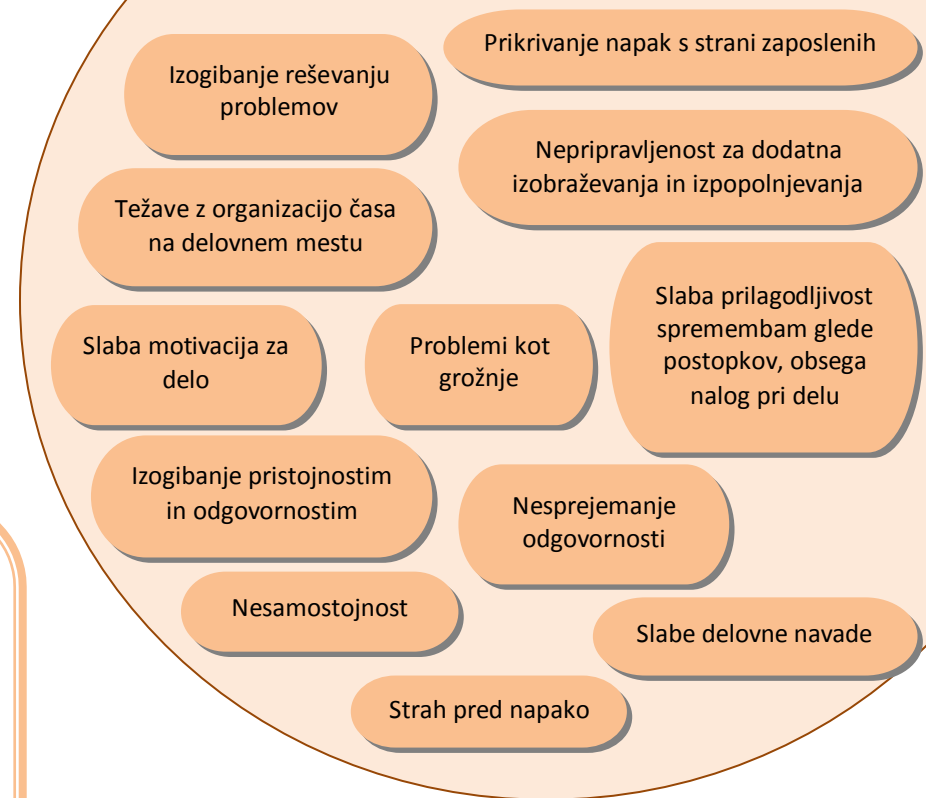 Prikrivanje napak s strani zaposlenih
Izogibanje reševanju
problemov
Nepripravljenost za dodatna
izobraževanja in izpopolnjevanja
Težave z organizacijo časa
na delovnem mestu
Slaba prilagodljivost
spremembam glede
postopkov, obsega
nalog pri delu
Slaba motivacija za
delo
Problemi kot
grožnje
Izogibanje pristojnostim
in odgovornostim
Nesprejemanje
odgovornosti
Nesamostojnost
Slabe delovne navade
Strah pred napako